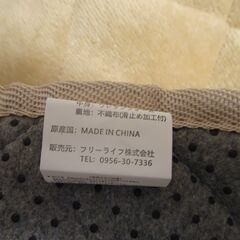 裏地: 不織布(滑止め加工付)
原産国: MADE IN CHINA
販売元: フリーライフ株式会社
TEL: 0956-30-7336